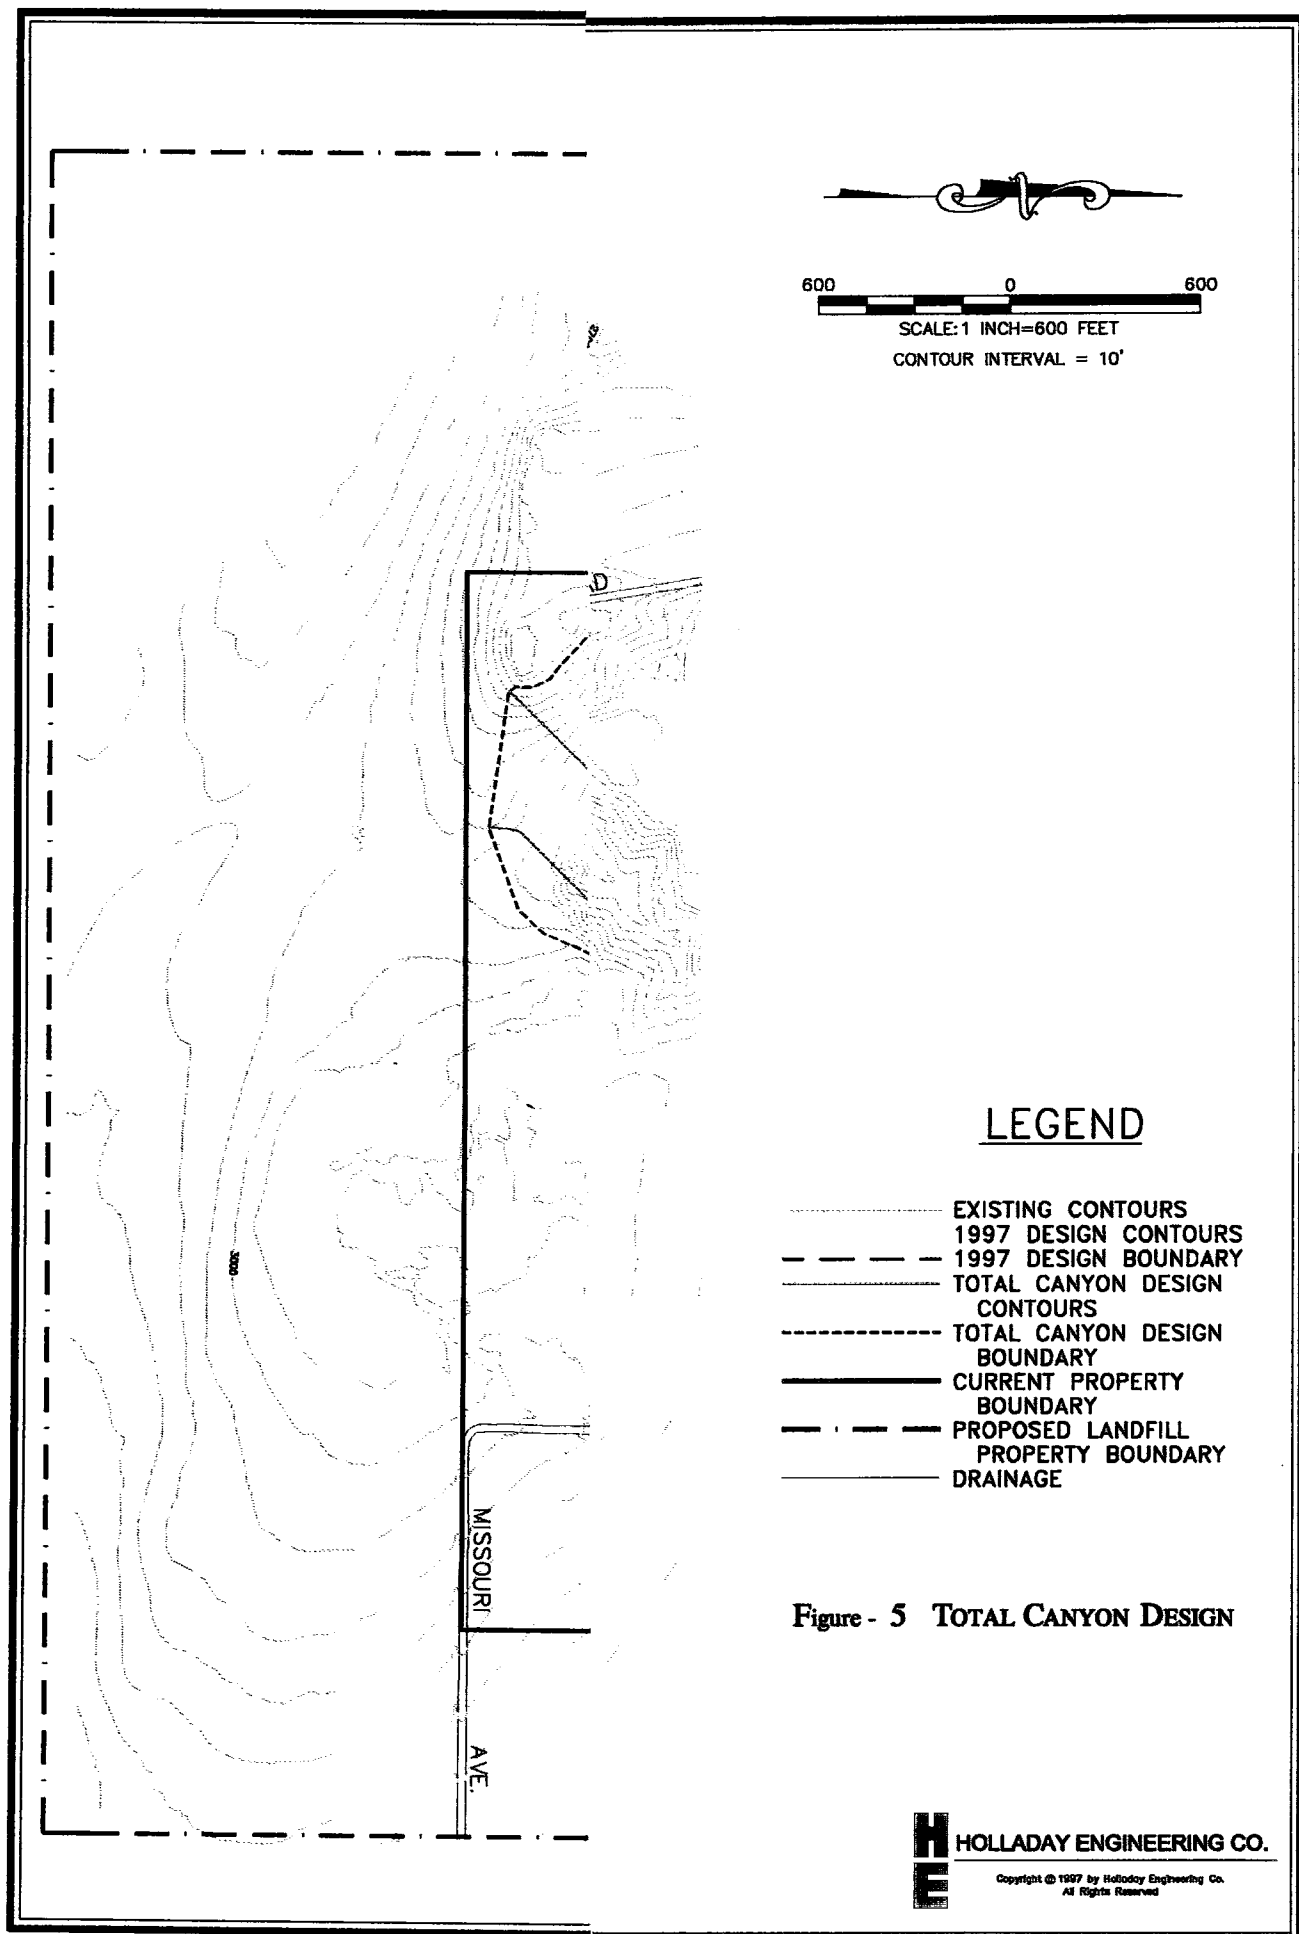 600 0 600
SCALE: 1 INCH=600 FEET
CONTOUR INTERVAL = 10'
D
3000
MISSOURI
AVE.
LEGEND
EXISTING CONTOURS
1997 DESIGN CONTOURS
1997 DESIGN BOUNDARY
TOTAL CANYON DESIGN
CONTOURS
TOTAL CANYON DESIGN
BOUNDARY
CURRENT PROPERTY
BOUNDARY
PROPOSED LANDFILL
PROPERTY BOUNDARY
DRAINAGE
Figure - 5 TOTAL CANYON DESIGN
HE
HOLLADAY ENGINEERING CO.
Copyright © 1997 by Holladay Engineering Co.
All Rights Reserved